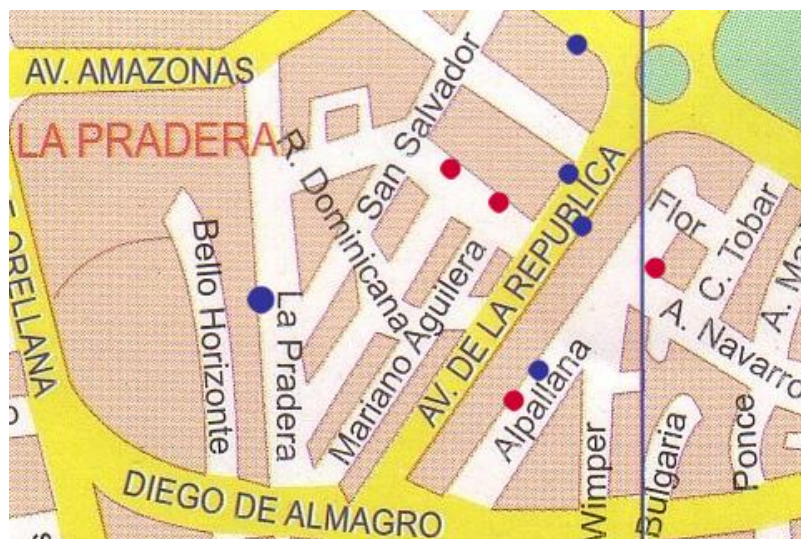 AV. AMAZONAS
LA PRADERA
San Salvador
R. Dominicana
Flor
C. Tobar
AV. DE LA REPUBLICA
Bello Horizonte
La Pradera
Mariano Aguilera
ORELLANA
A. Navarro
Alpallana
Wimper
Bulgaria
Ponce
DIEGO DE ALMAGRO